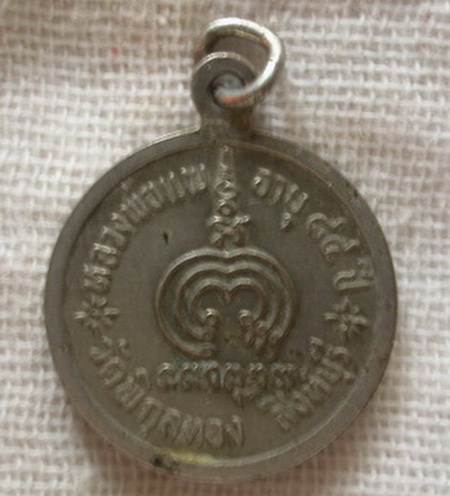 หลวงพ่อแพ อายุ ๕๕ ปี
วัดพิกุลทอง สิงห์บุรี